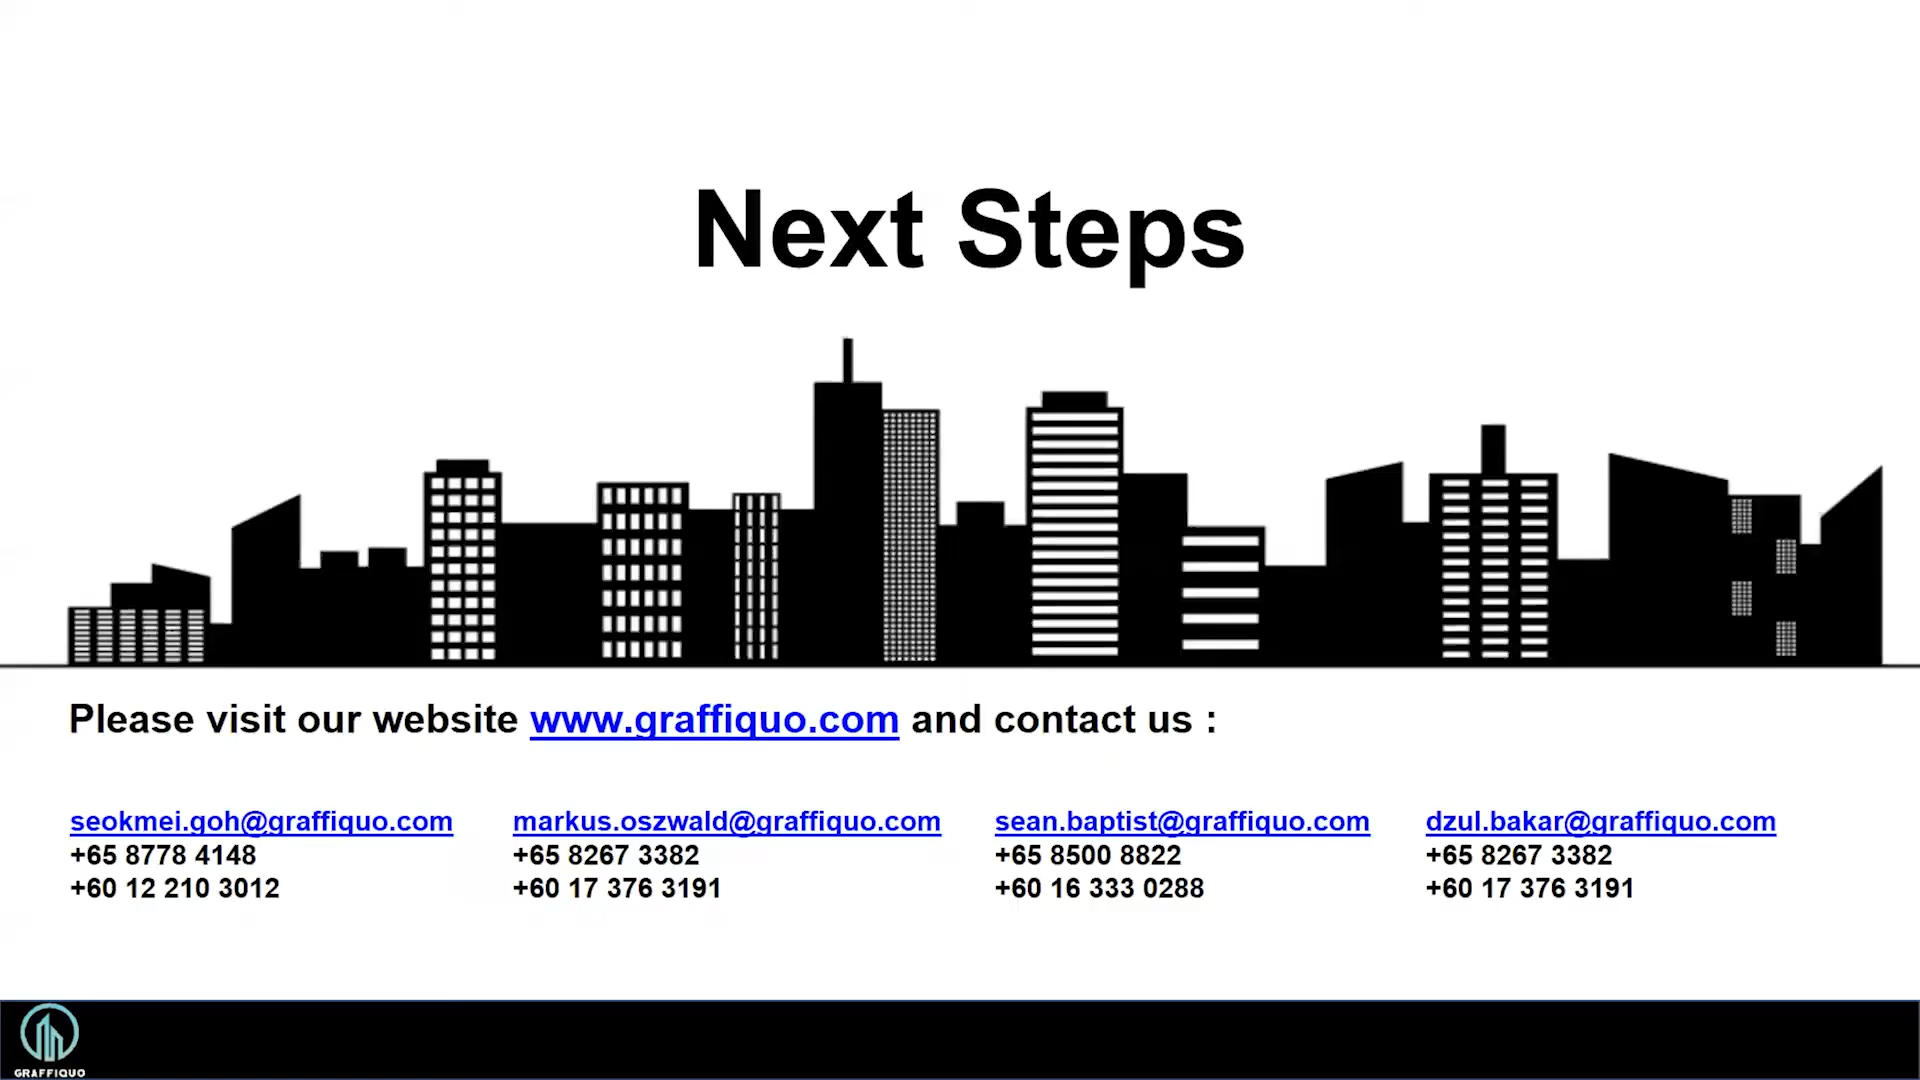 Next Steps
Please visit our website www.graffiquo.com and contact us :
seokmei.goh@graffiquo.com
+65 8778 4148
+60 12 210 3012
markus.oszwald@graffiquo.com
+65 8267 3382
+60 17 376 3191
sean.baptist@graffiquo.com
+65 8500 8822
+60 16 333 0288
dzul.bakar@graffiquo.com
+65 8267 3382
+60 17 376 3191
GRAFFIQUO